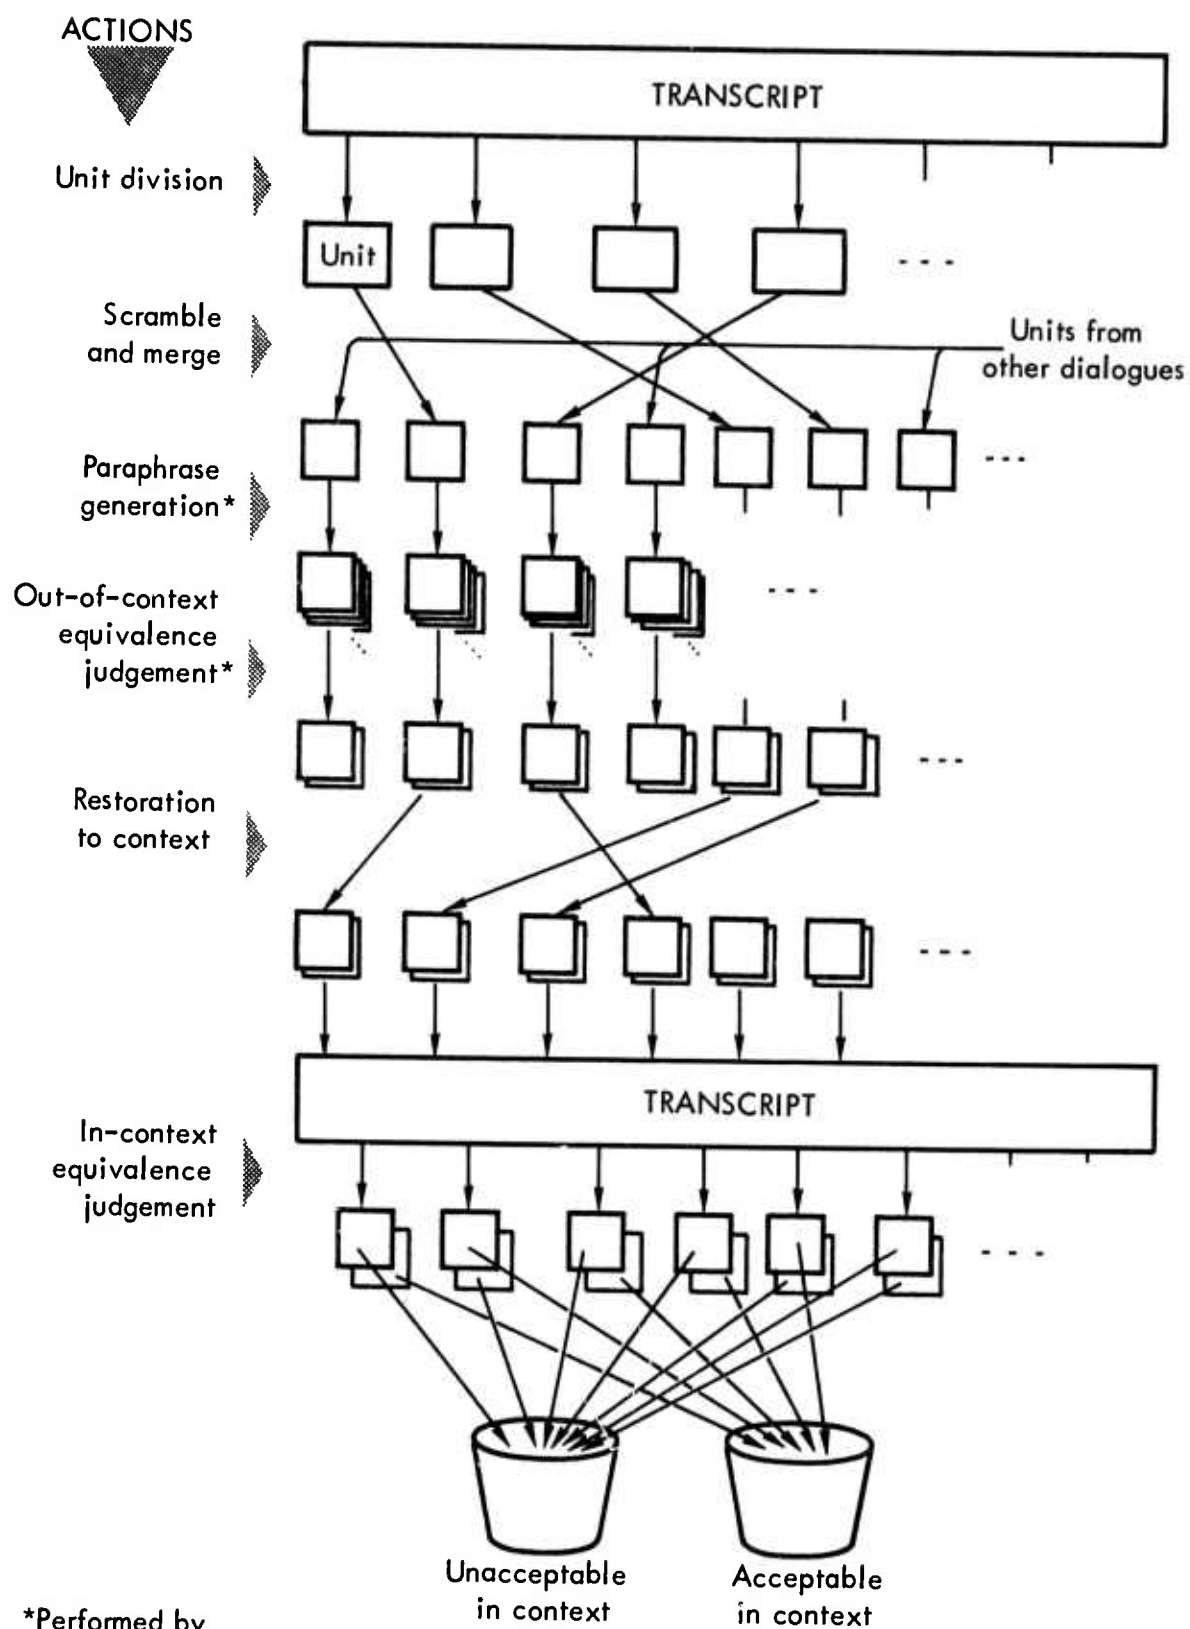 ACTIONS
TRANSCRIPT
Unit division
Unit
Scramble
and merge
Units from
other dialogues
Paraphrase
generation*
Out-of-context
equivalence
judgement*
Restoration
to context
TRANSCRIPT
In-context
equivalence
judgement
Unacceptable
in context
Acceptable
in context
*Performed by